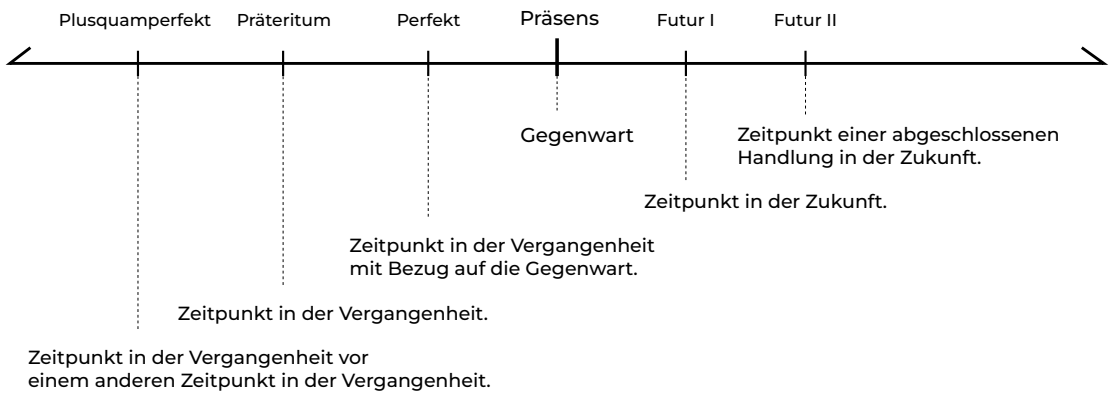 Plusquamperfekt Präteritum Perfekt Präsens Futur I Futur II
Gegenwart
Zeitpunkt einer abgeschlossenen
Handlung in der Zukunft.
Zeitpunkt in der Zukunft.
Zeitpunkt in der Vergangenheit
mit Bezug auf die Gegenwart.
Zeitpunkt in der Vergangenheit.
Zeitpunkt in der Vergangenheit vor
einem anderen Zeitpunkt in der Vergangenheit.